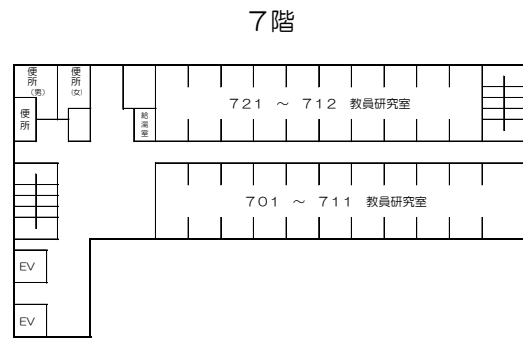 7階
便所
(男)
便所
(女)
便所
給湯室
721 ～ 712 教員研究室
701 ～ 711 教員研究室
EV
EV